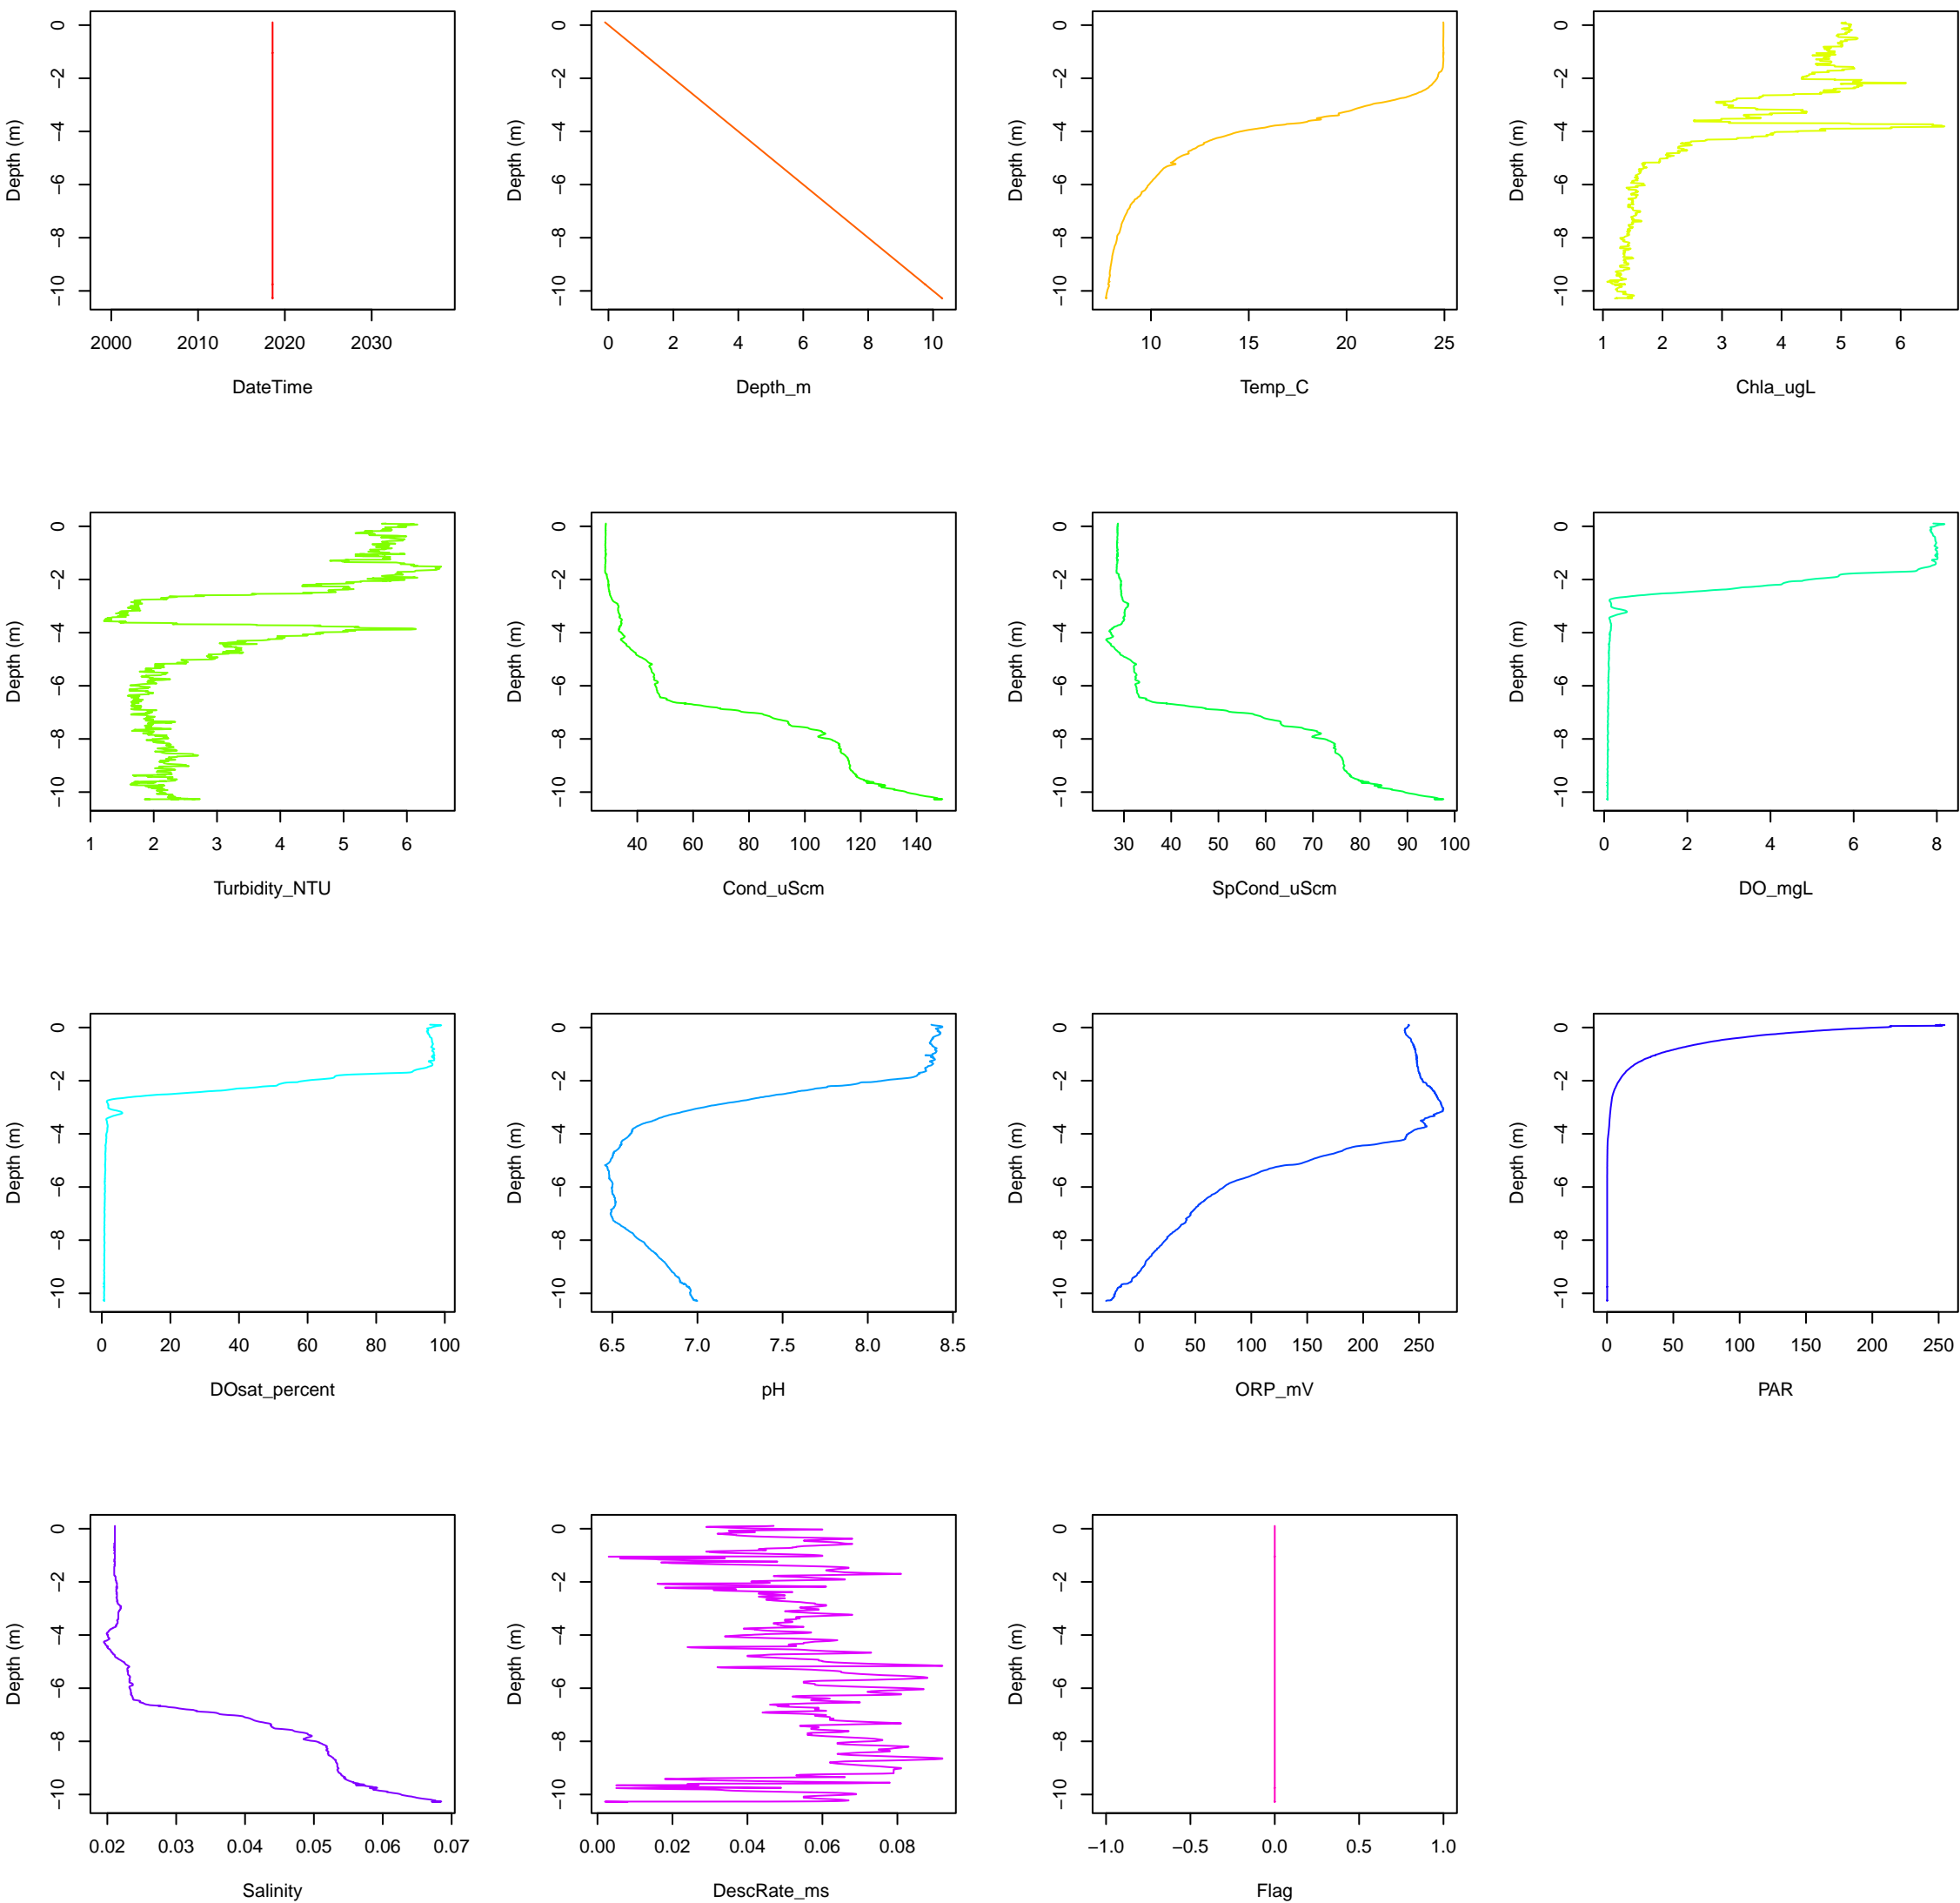 Depth (m)
0
−2
−4
−6
−8
−10
2000 2010 2020 2030
DateTime
Depth (m)
0
−2
−4
−6
−8
−10
0 2 4 6 8 10
Depth_m
Depth (m)
0
−2
−4
−6
−8
−10
10 15 20 25
Temp_C
Depth (m)
0
−2
−4
−6
−8
−10
1 2 3 4 5 6
Chla_ugL
Depth (m)
0
−2
−4
−6
−8
−10
1 2 3 4 5 6
Turbidity_NTU
Depth (m)
0
−2
−4
−6
−8
−10
40 60 80 100 120 140
Cond_uScm
Depth (m)
0
−2
−4
−6
−8
−10
30 40 50 60 70 80 90 100
SpCond_uScm
Depth (m)
0
−2
−4
−6
−8
−10
0 2 4 6 8
DO_mgL
Depth (m)
0
−2
−4
−6
−8
−10
0 20 40 60 80 100
DOsat_percent
Depth (m)
0
−2
−4
−6
−8
−10
6.5 7.0 7.5 8.0 8.5
pH
Depth (m)
0
−2
−4
−6
−8
−10
0 50 100 150 200 250
ORP_mV
Depth (m)
0
−2
−4
−6
−8
−10
0 50 100 150 200 250
PAR
Depth (m)
0
−2
−4
−6
−8
−10
0.02 0.03 0.04 0.05 0.06 0.07
Salinity
Depth (m)
0
−2
−4
−6
−8
−10
0.00 0.02 0.04 0.06 0.08
DescRate_ms
Depth (m)
0
−2
−4
−6
−8
−10
−1.0 −0.5 0.0 0.5 1.0
Flag